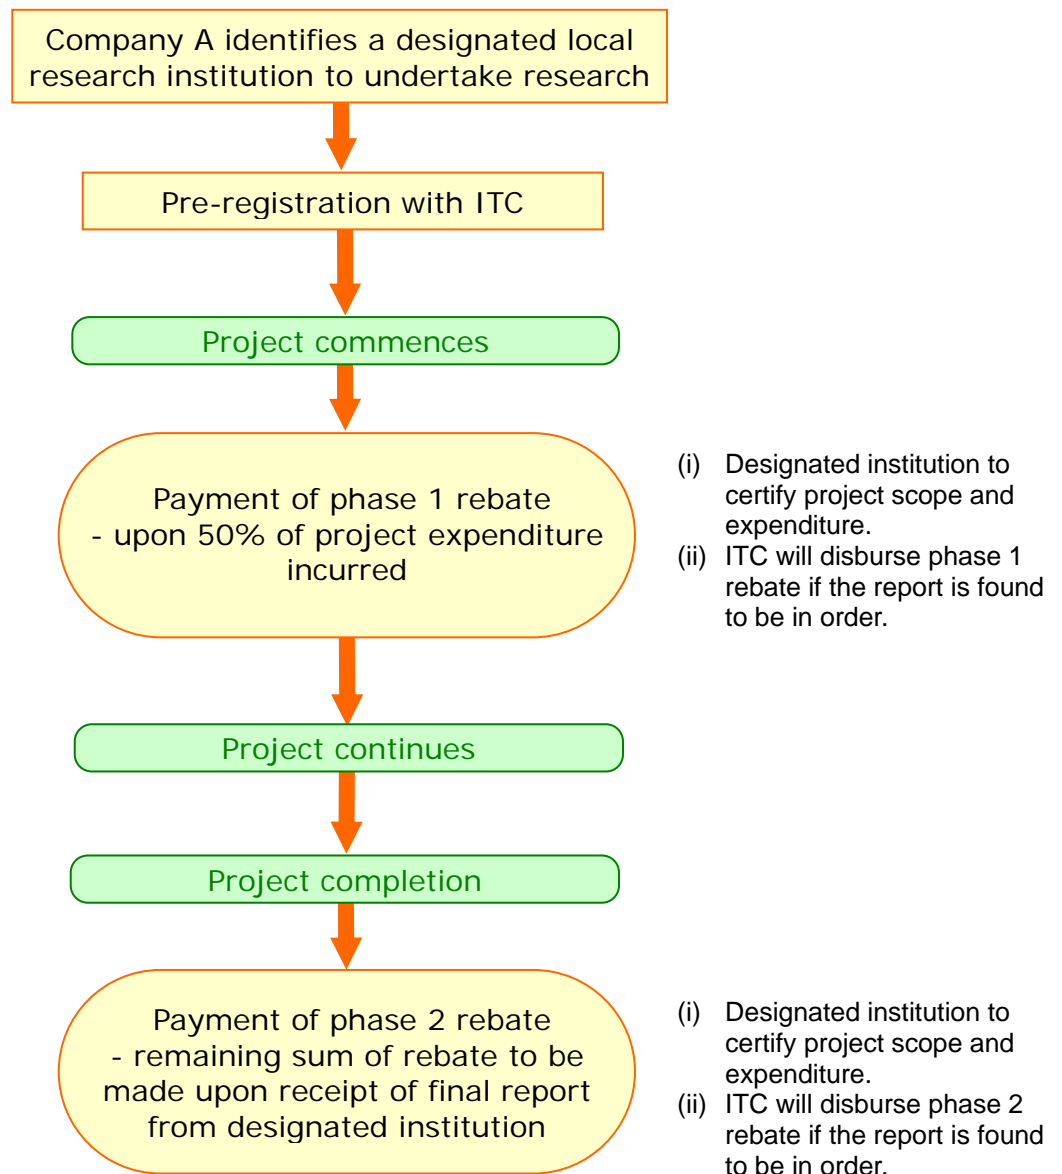 Company A identifies a designated local
research institution to undertake research
Pre-registration with ITC
Project commences
Payment of phase 1 rebate
- upon 50% of project expenditure
incurred
(i) Designated institution to
certify project scope and
expenditure.
(ii) ITC will disburse phase 1
rebate if the report is found
to be in order.
Project continues
Project completion
Payment of phase 2 rebate
- remaining sum of rebate to be
made upon receipt of final report
from designated institution
(i) Designated institution to
certify project scope and
expenditure.
(ii) ITC will disburse phase 2
rebate if the report is found
to be in order.